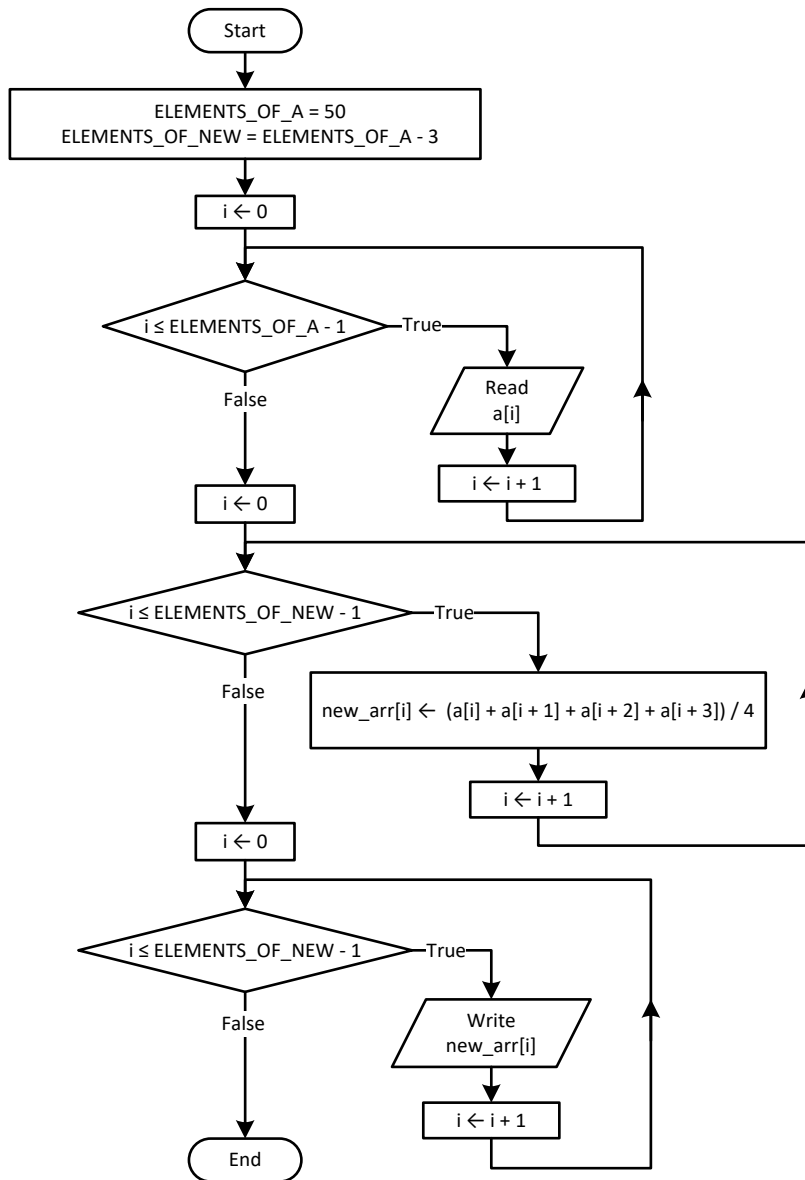 Start
ELEMENTS_OF_A = 50
ELEMENTS_OF_NEW = ELEMENTS_OF_A - 3
i ← 0
i ≤ ELEMENTS_OF_A - 1
True
False
Read
a[i]
i ← i + 1
i ← 0
i ≤ ELEMENTS_OF_NEW - 1
True
False
new_arr[i] ← (a[i] + a[i + 1] + a[i + 2] + a[i + 3]) / 4
i ← i + 1
i ← 0
i ≤ ELEMENTS_OF_NEW - 1
True
False
Write
new_arr[i]
i ← i + 1
End